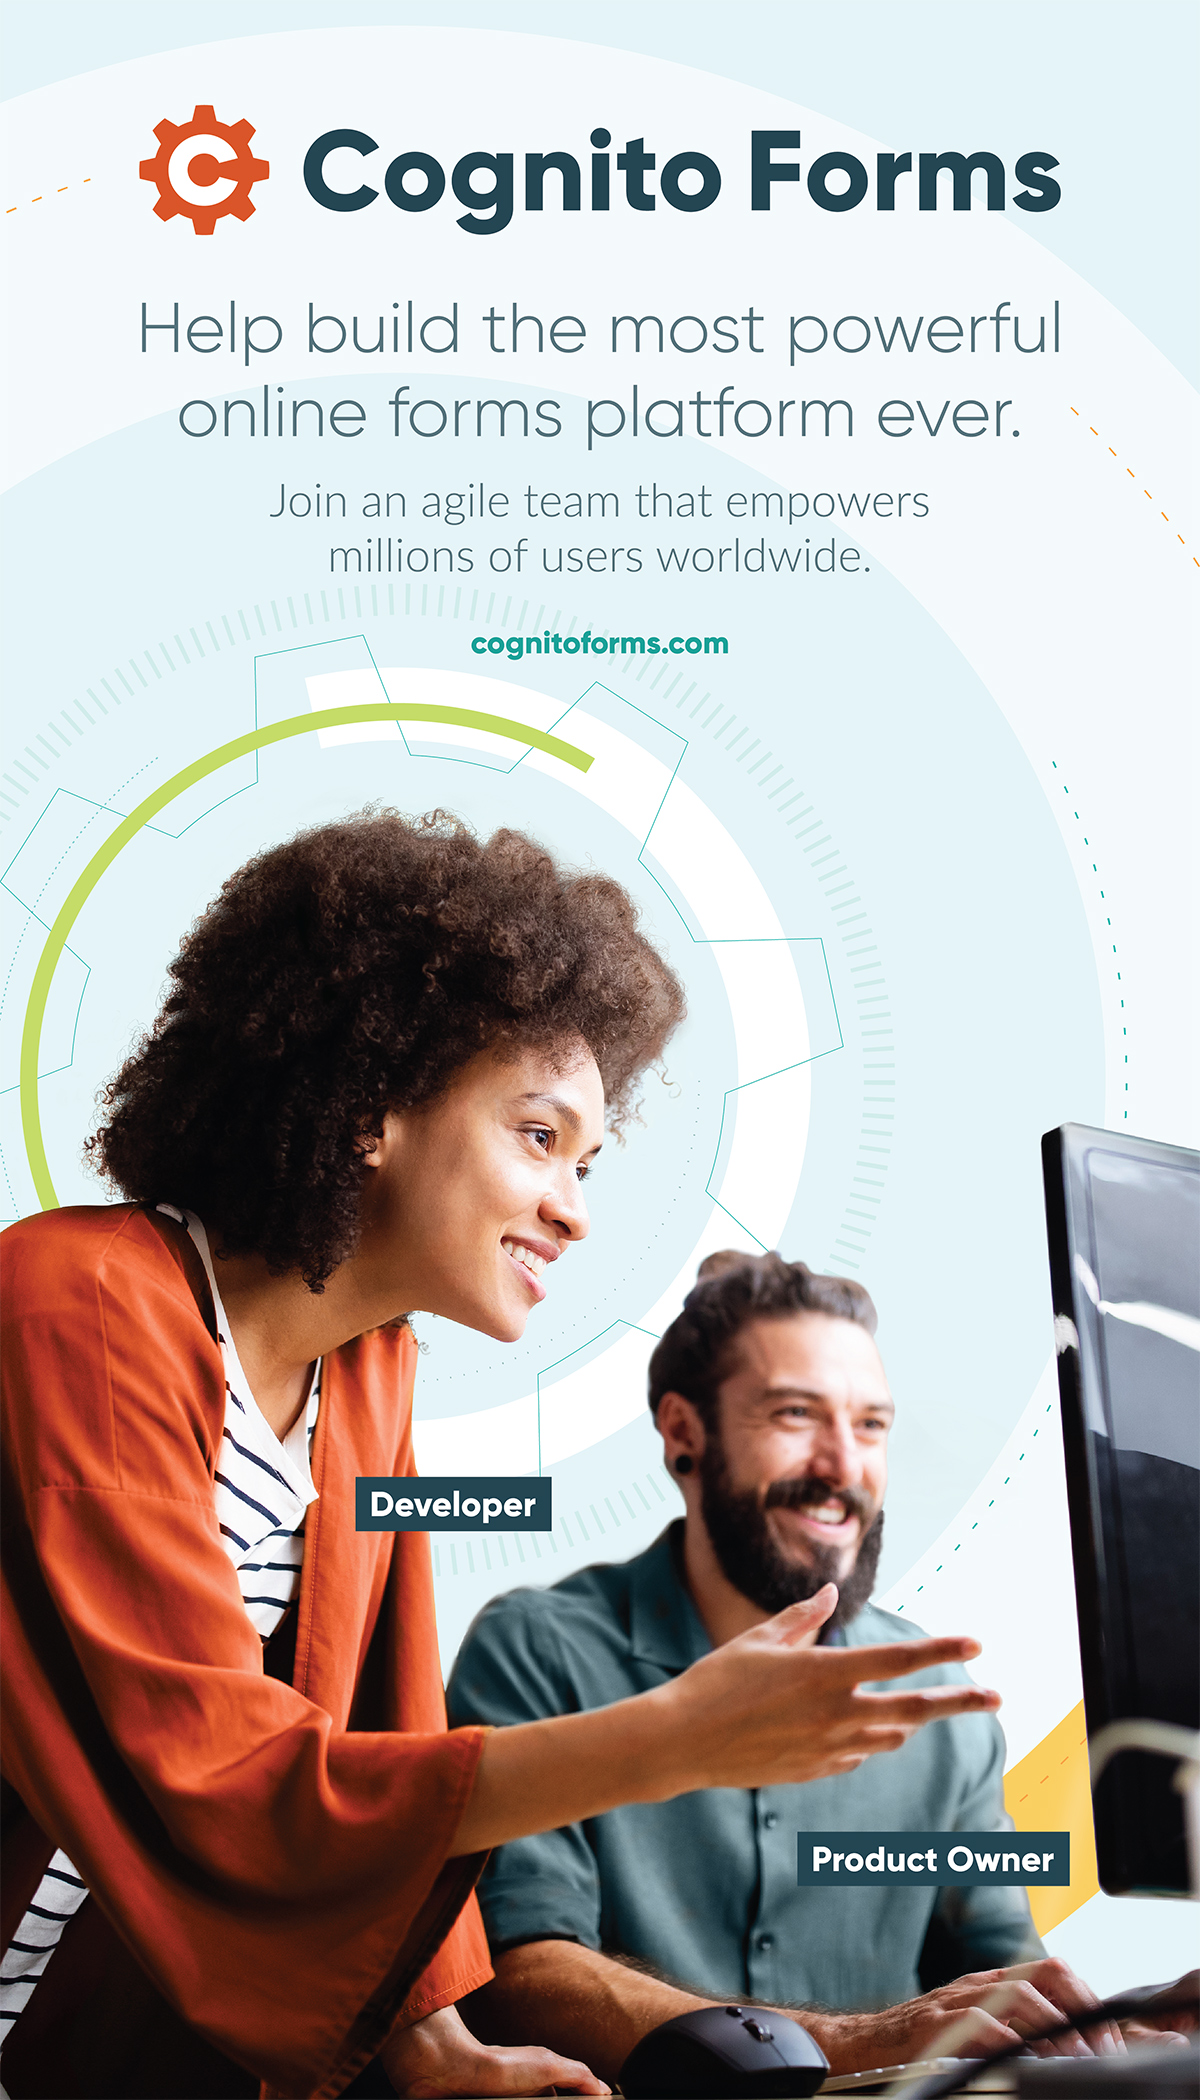 Cognito Forms
Help build the most powerful
online forms platform ever.
Join an agile team that empowers
millions of users worldwide.
cognitoforms.com
Developer
Product Owner